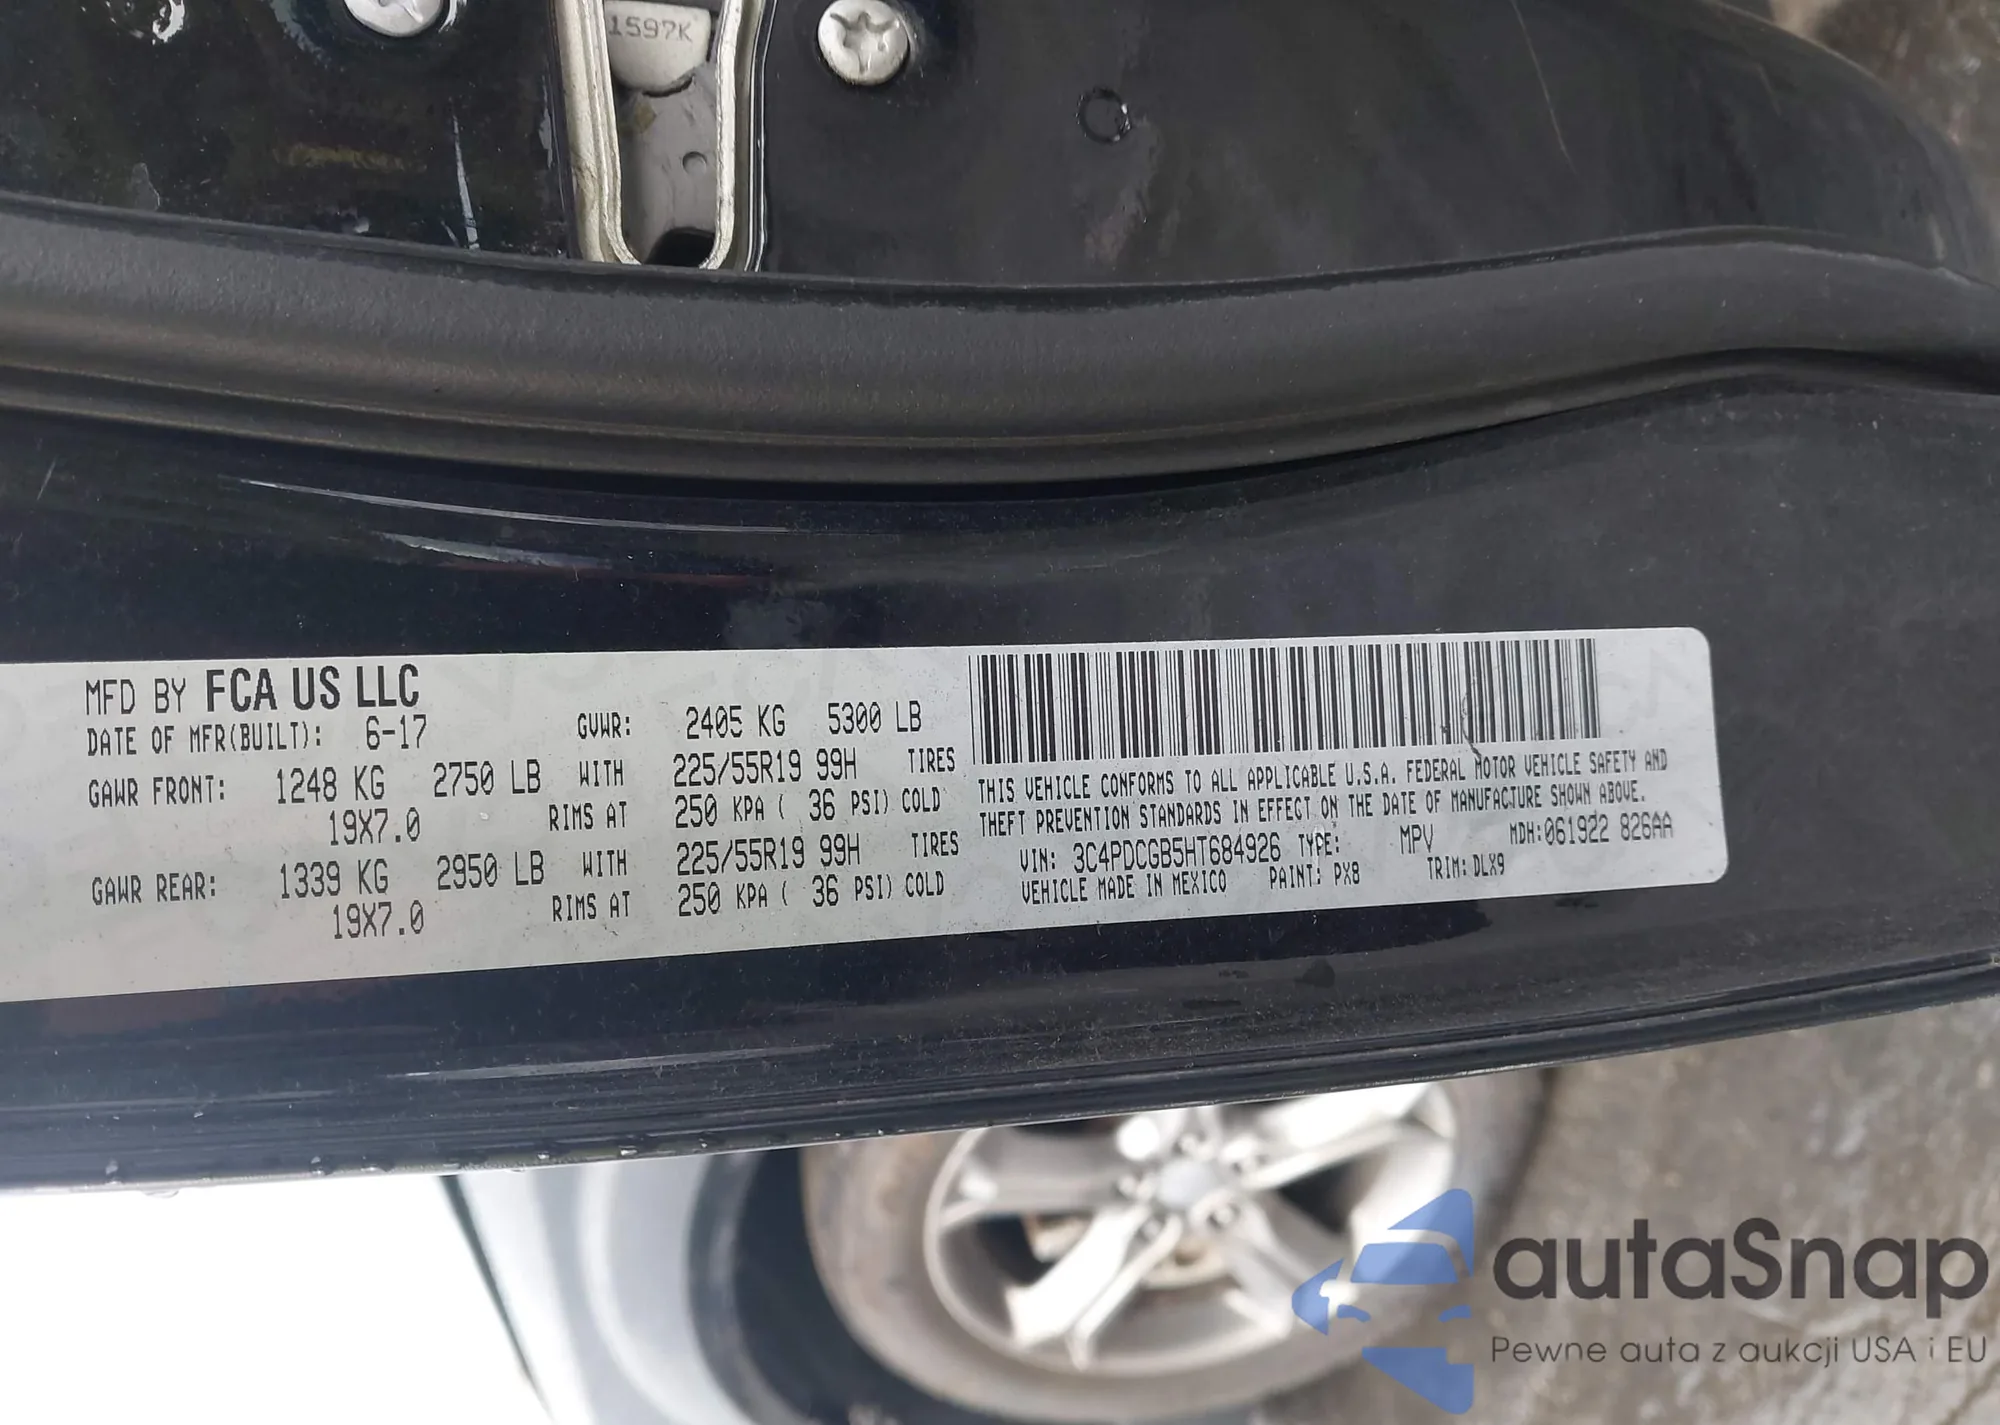 1597K
MFD BY FCA US LLC
DATE OF MFR(BUILT): 6-17 GVWR: 2405 KG 5300 LB
GAWR FRONT: 1248 KG 2750 LB WITH 225/55R19 99H TIRES
19X7.0 RIMS AT 250 KPA ( 36 PSI) COLD
GAWR REAR: 1339 KG 2950 LB WITH 225/55R19 99H TIRES
19X7.0 RIMS AT 250 KPA ( 36 PSI) COLD
THIS VEHICLE CONFORMS TO ALL APPLICABLE U.S.A. FEDERAL MOTOR VEHICLE SAFETY AND
THEFT PREVENTION STANDARDS IN EFFECT ON THE DATE OF MANUFACTURE SHOWN ABOVE.
VIN: 3C4PDCGB5HT684926 TYPE: MPV MDH:061922 826AA
VEHICLE MADE IN MEXICO PAINT: PX8 TRIM: DLX9
autaSnap
Pewne auta z aukcji USA i EU